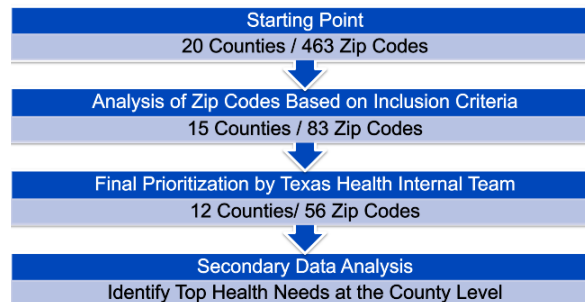 Starting Point
20 Counties / 463 Zip Codes
Analysis of Zip Codes Based on Inclusion Criteria
15 Counties / 83 Zip Codes
Final Prioritization by Texas Health Internal Team
12 Counties/ 56 Zip Codes
Secondary Data Analysis
Identify Top Health Needs at the County Level